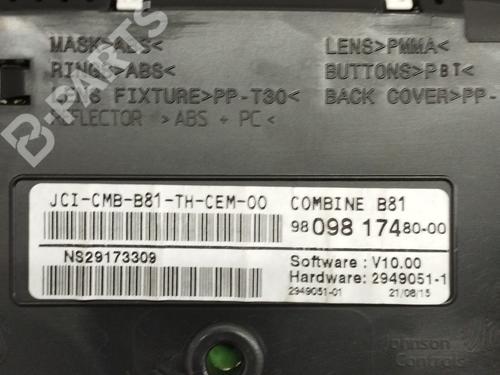 MASK>ABS<
LENS>PMMA<
RINGS>ABS<
BUTTONS>PBT<
FIXTURE>PP-T30<
BACK COVER>PP-
REFLECTOR >ABS + PC<
JCI-CMB-B81-TH-CEM-00
COMBINE B81
98 098 174 80-00
NS29173309
Software : V10.00
Hardware: 2949051-1
2949051-01
21/08/15
Johnson
Controls